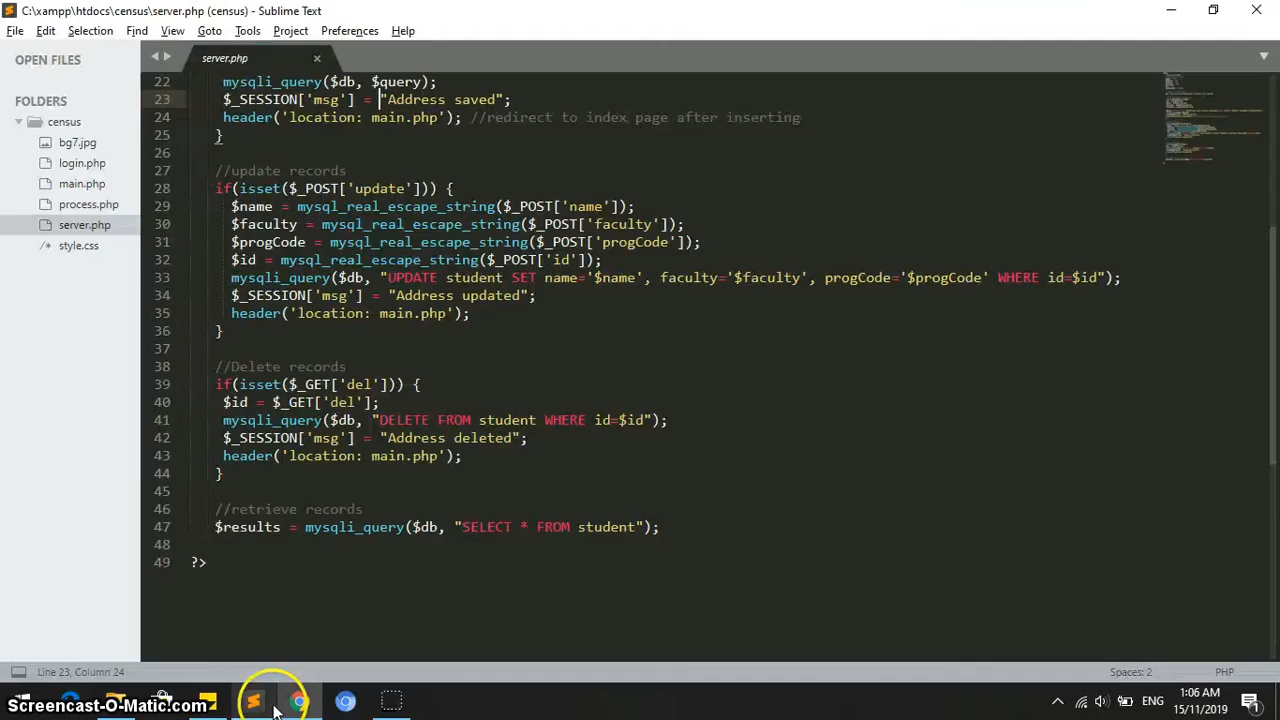 C:\xampp\htdocs\census\server.php (census) - Sublime Text
File Edit Selection Find View Goto Tools Project Preferences Help
OPEN FILES
FOLDERS
census
bg7.jpg
login.php
main.php
process.php
server.php
style.css
server.php
22 mysqli_query($db, $query);
23 $_SESSION['msg'] = "Address saved";
24 header('location: main.php'); //redirect to index page after inserting
25 }
26
27 //update records
28 if(isset($_POST['update'])) {
29 $name = mysql_real_escape_string($_POST['name']);
30 $faculty = mysql_real_escape_string($_POST['faculty']);
31 $progCode = mysql_real_escape_string($_POST['progCode']);
32 $id = mysql_real_escape_string($_POST['id']);
33 mysqli_query($db, "UPDATE student SET name='$name', faculty='$faculty', progCode='$progCode' WHERE id=$id");
34 $_SESSION['msg'] = "Address updated";
35 header('location: main.php');
36 }
37
38 //Delete records
39 if(isset($_GET['del'])) {
40 $id = $_GET['del'];
41 mysqli_query($db, "DELETE FROM student WHERE id=$id");
42 $_SESSION['msg'] = "Address deleted";
43 header('location: main.php');
44 }
45
46 //retrieve records
47 $results = mysqli_query($db, "SELECT * FROM student");
48
49 ?>
Line 23, Column 24
Spaces: 2
PHP
Screencast-O-Matic.com
ENG
1:06 AM
15/11/2019
1